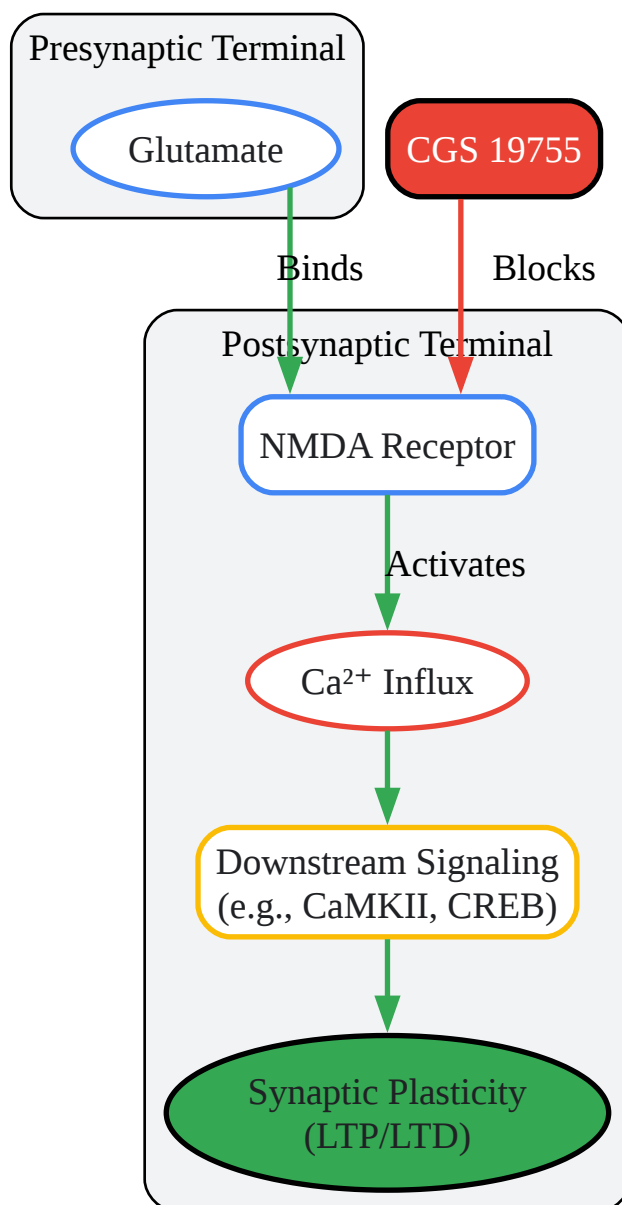 Presynaptic Terminal
Glutamate
CGS 19755
Binds
Blocks
Postsynaptic Terminal
NMDA Receptor
Activates
Ca²⁺ Influx
Downstream Signaling
(e.g., CaMKII, CREB)
Synaptic Plasticity
(LTP/LTD)